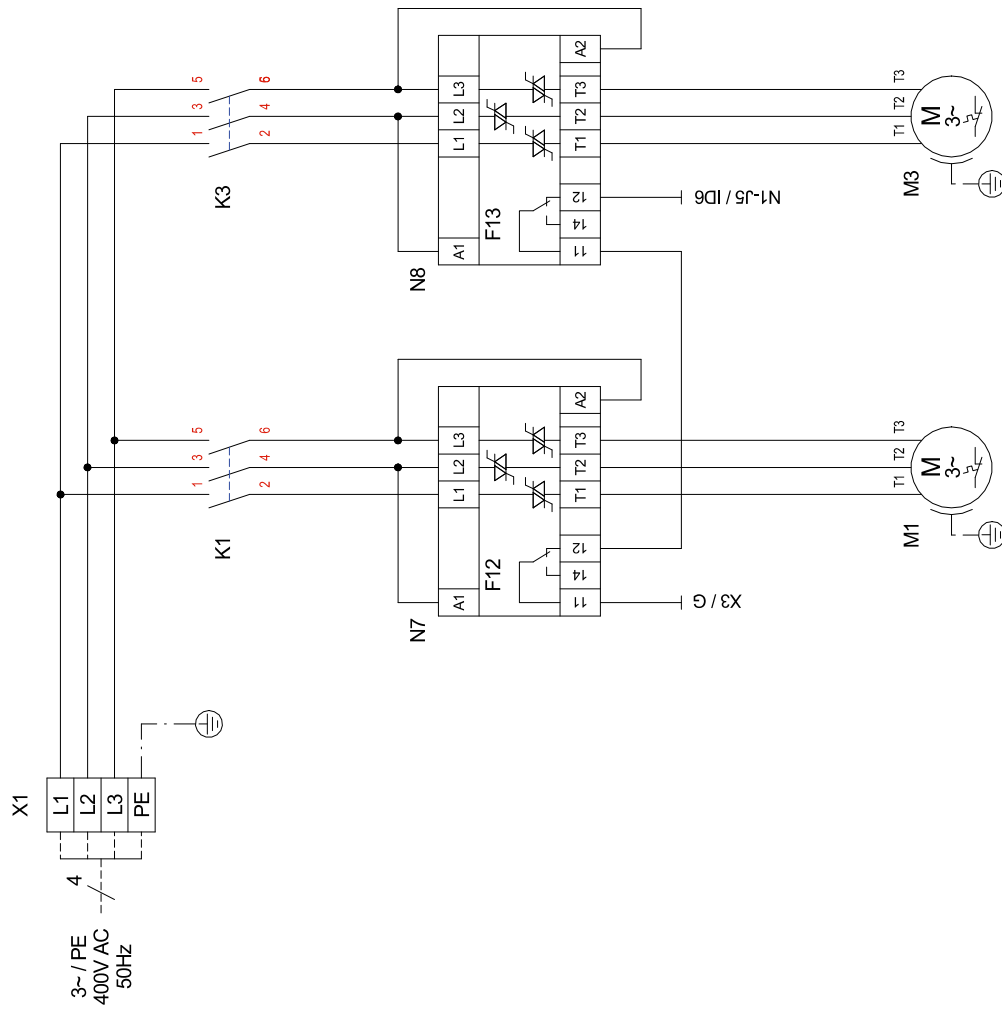 X1
L1
L2
L3
PE
4
3~ / PE
400V AC
50Hz
K1
1
3
5
2
4
6
N7
A1
L1
L2
L3
F12
11
14
12
T1
T2
T3
A2
X3 / G
M1
T1
T2
T3
M
3~
K3
1
3
5
2
4
6
N8
A1
L1
L2
L3
F13
11
14
12
T1
T2
T3
A2
N1-J5 / ID6
M3
T1
T2
T3
M
3~